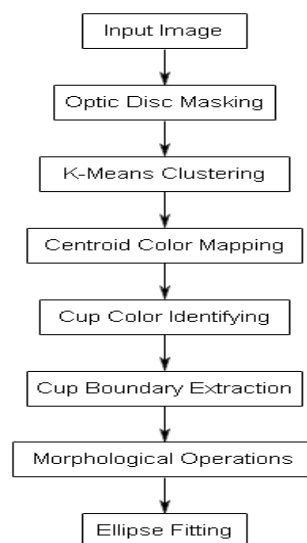 Input Image
Optic Disc Masking
K-Means Clustering
Centroid Color Mapping
Cup Color Identifying
Cup Boundary Extraction
Morphological Operations
Ellipse Fitting